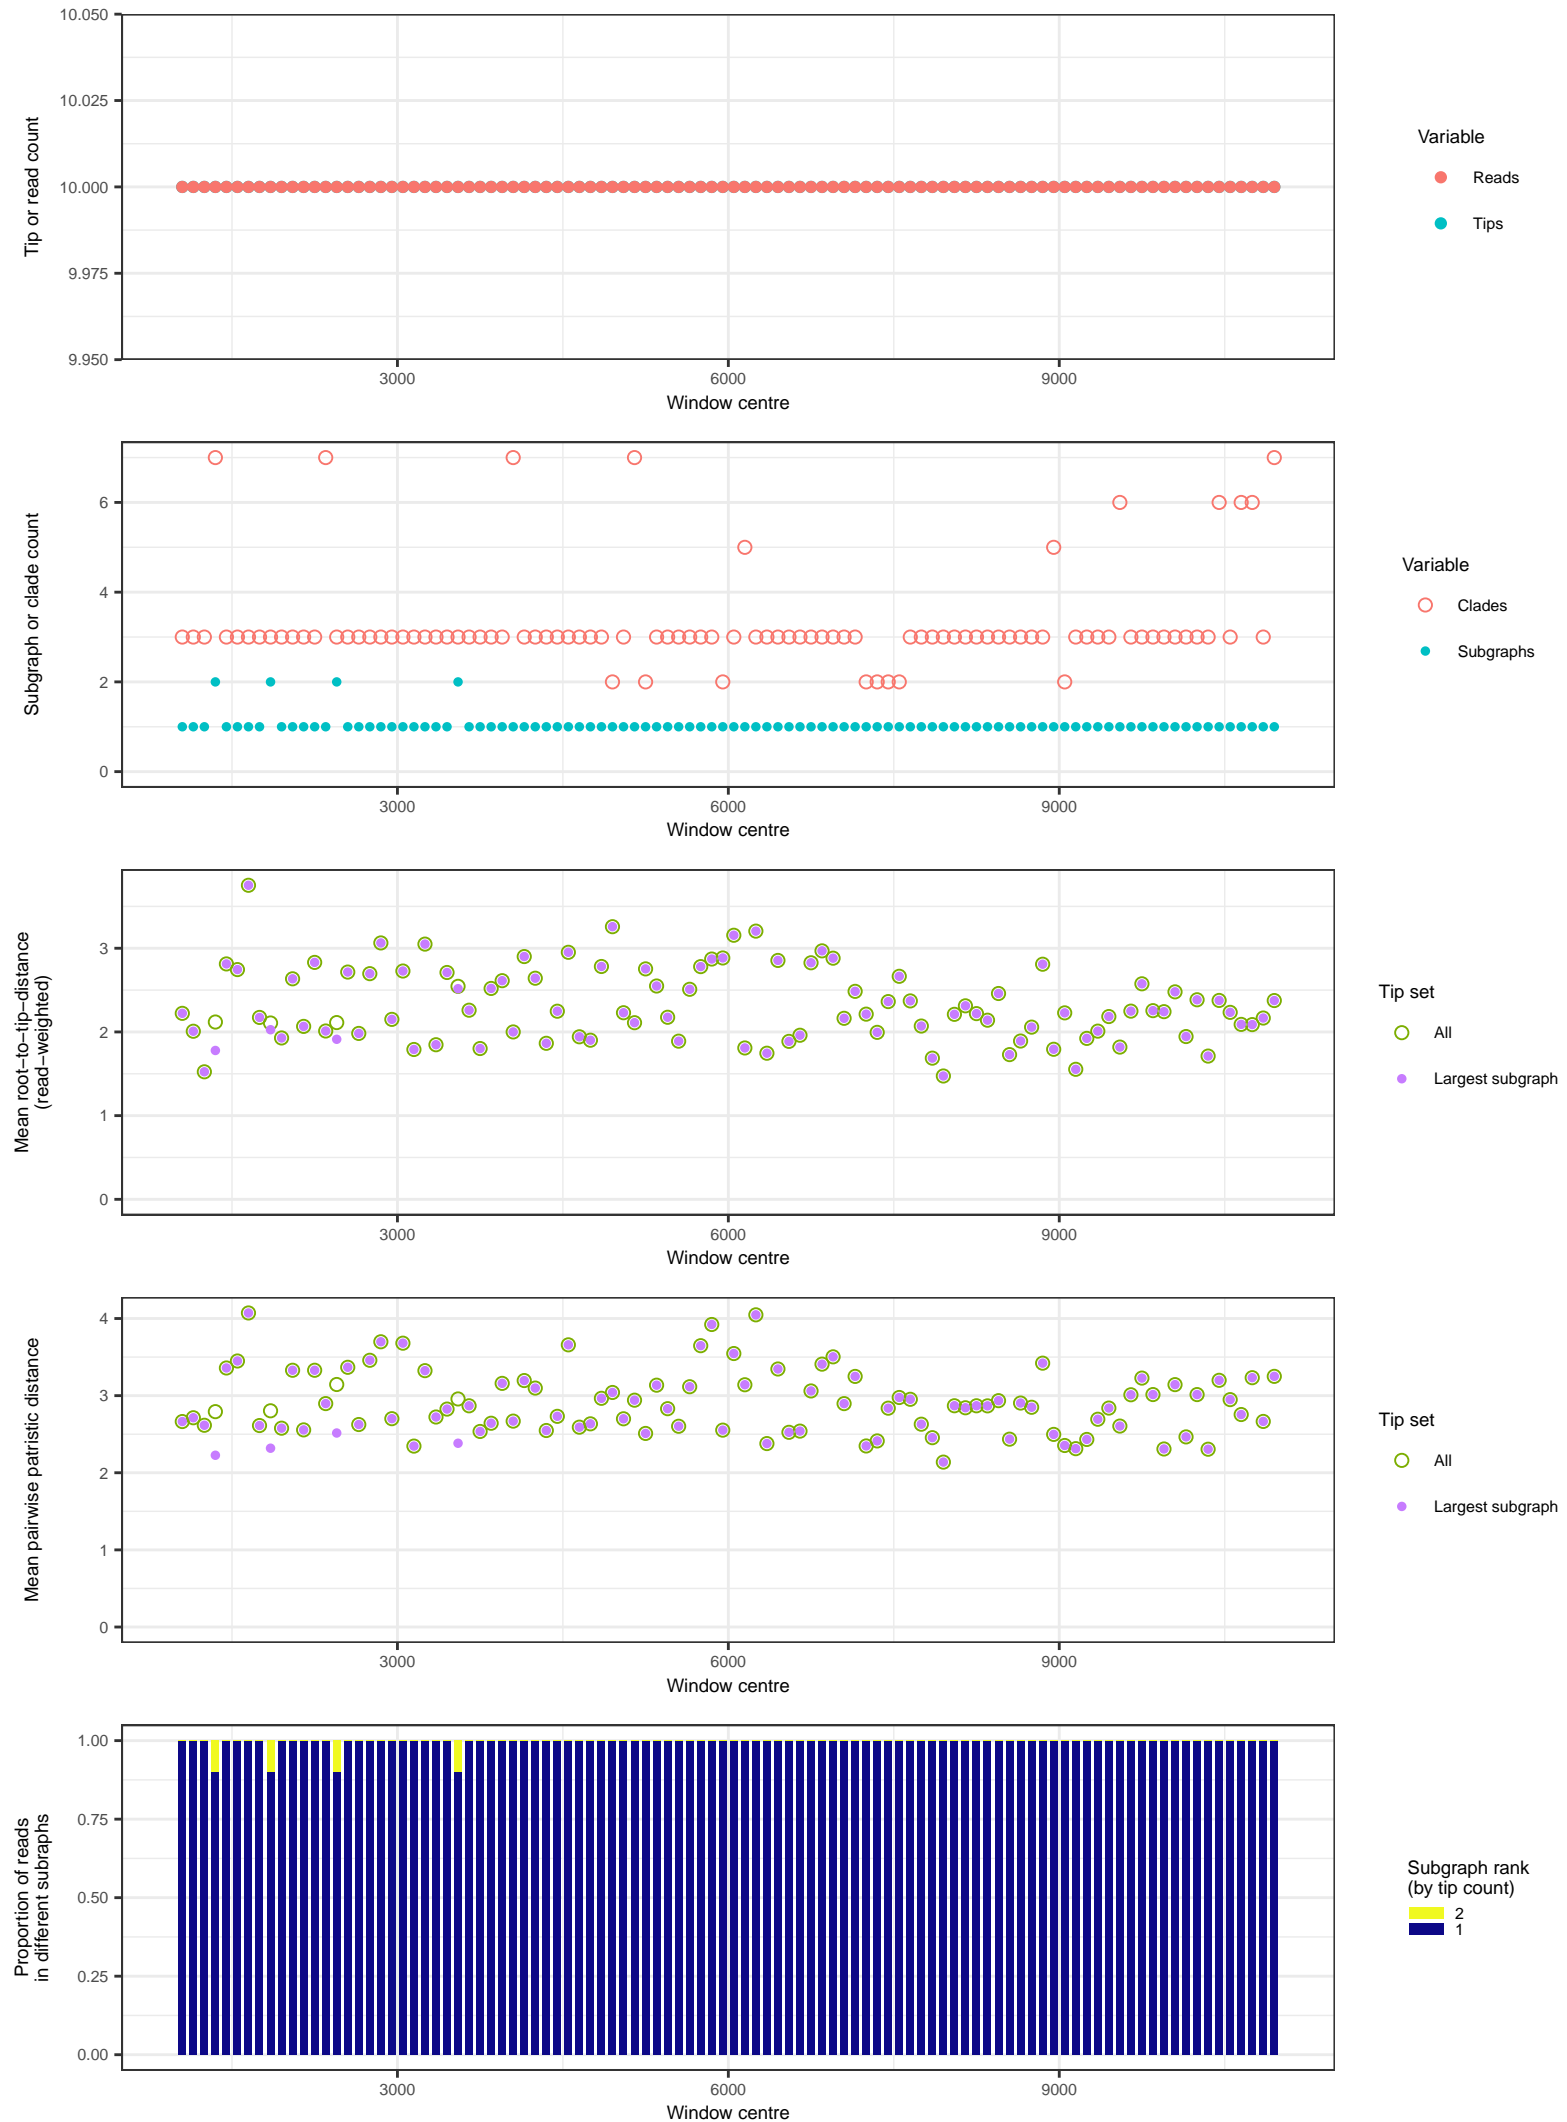 10.050
10.025
10.000
9.975
9.950
Tip or read count
3000
6000
9000
Window centre
Variable
Reads
Tips
6
4
2
0
Subgraph or clade count
3000
6000
9000
Window centre
Variable
Clades
Subgraphs
3
2
1
0
Mean root−to−tip−distance
(read−weighted)
3000
6000
9000
Window centre
Tip set
All
Largest subgraph
4
3
2
1
0
Mean pairwise patristic distance
3000
6000
9000
Window centre
Tip set
All
Largest subgraph
1.00
0.75
0.50
0.25
0.00
Proportion of reads
in different subraphs
3000
6000
9000
Window centre
Subgraph rank
(by tip count)
2
1